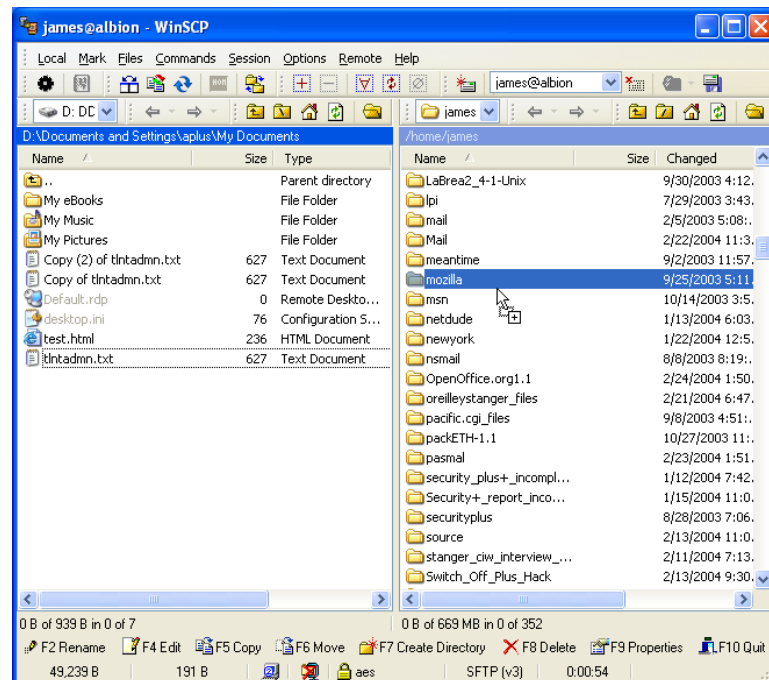 james@albion - WinSCP
Local Mark Files Commands Session Options Remote Help
james@albion
D: DC james
D:\Documents and Settings\aplus\My Documents
/home/james
Name Size Type
.. Parent directory
My eBooks File Folder
My Music File Folder
My Pictures File Folder
Copy (2) of tlntadmn.txt 627 Text Document
Copy of tlntadmn.txt 627 Text Document
Default.rdp 0 Remote Deskto...
desktop.ini 76 Configuration S...
test.html 236 HTML Document
tlntadmn.txt 627 Text Document
Name Size Changed
LaBrea2_4-1-Unix 9/30/2003 4:12.
lpi 7/29/2003 3:43.
mail 2/5/2003 5:08:.
Mail 2/22/2004 11:3.
meantime 9/2/2003 11:57.
mozilla 9/25/2003 5:11.
msn 10/14/2003 3:5.
netdude 1/13/2004 6:03.
newyork 1/22/2004 12:5.
nsmail 8/8/2003 8:19:.
OpenOffice.org1.1 2/24/2004 1:50.
oreilleystanger_files 2/21/2004 6:47.
pacific.cgi_files 9/8/2003 4:51:.
packETH-1.1 10/27/2003 11:.
pasmal 2/23/2004 1:51.
security_plus+_incompl... 1/12/2004 7:42.
Security+_report_inco... 1/15/2004 11:0.
securityplus 8/28/2003 7:06.
source 2/13/2004 11:0.
stanger_ciw_interview_... 2/11/2004 7:13.
Switch_Off_Plus_Hack 2/13/2004 9:30.
0 B of 939 B in 0 of 7
0 B of 669 MB in 0 of 352
F2 Rename F4 Edit F5 Copy F6 Move F7 Create Directory F8 Delete F9 Properties F10 Quit
49,239 B 191 B aes SFTP (v3) 0:00:54